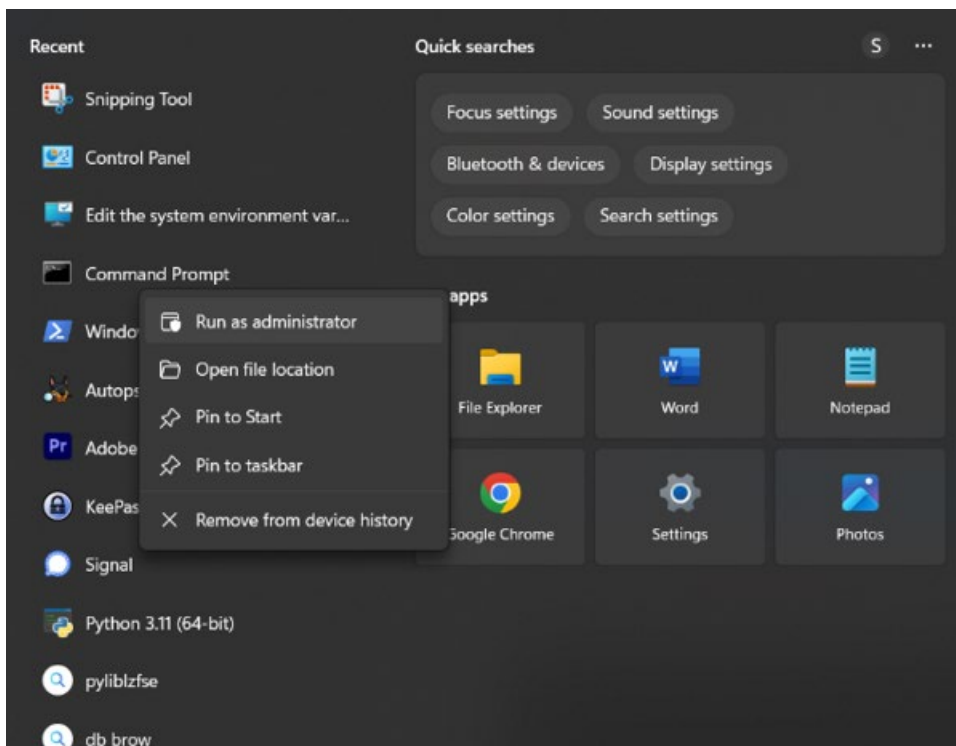 Recent
Snipping Tool
Control Panel
Edit the system environment var...
Command Prompt
Windo
Autops
Adobe
KeePas
Signal
Python 3.11 (64-bit)
pyliblzfse
db brow
Run as administrator
Open file location
Pin to Start
Pin to taskbar
Remove from device history
Quick searches
S ...
Focus settings
Sound settings
Bluetooth & devices
Display settings
Color settings
Search settings
apps
File Explorer
Word
Notepad
Google Chrome
Settings
Photos
W
Pr